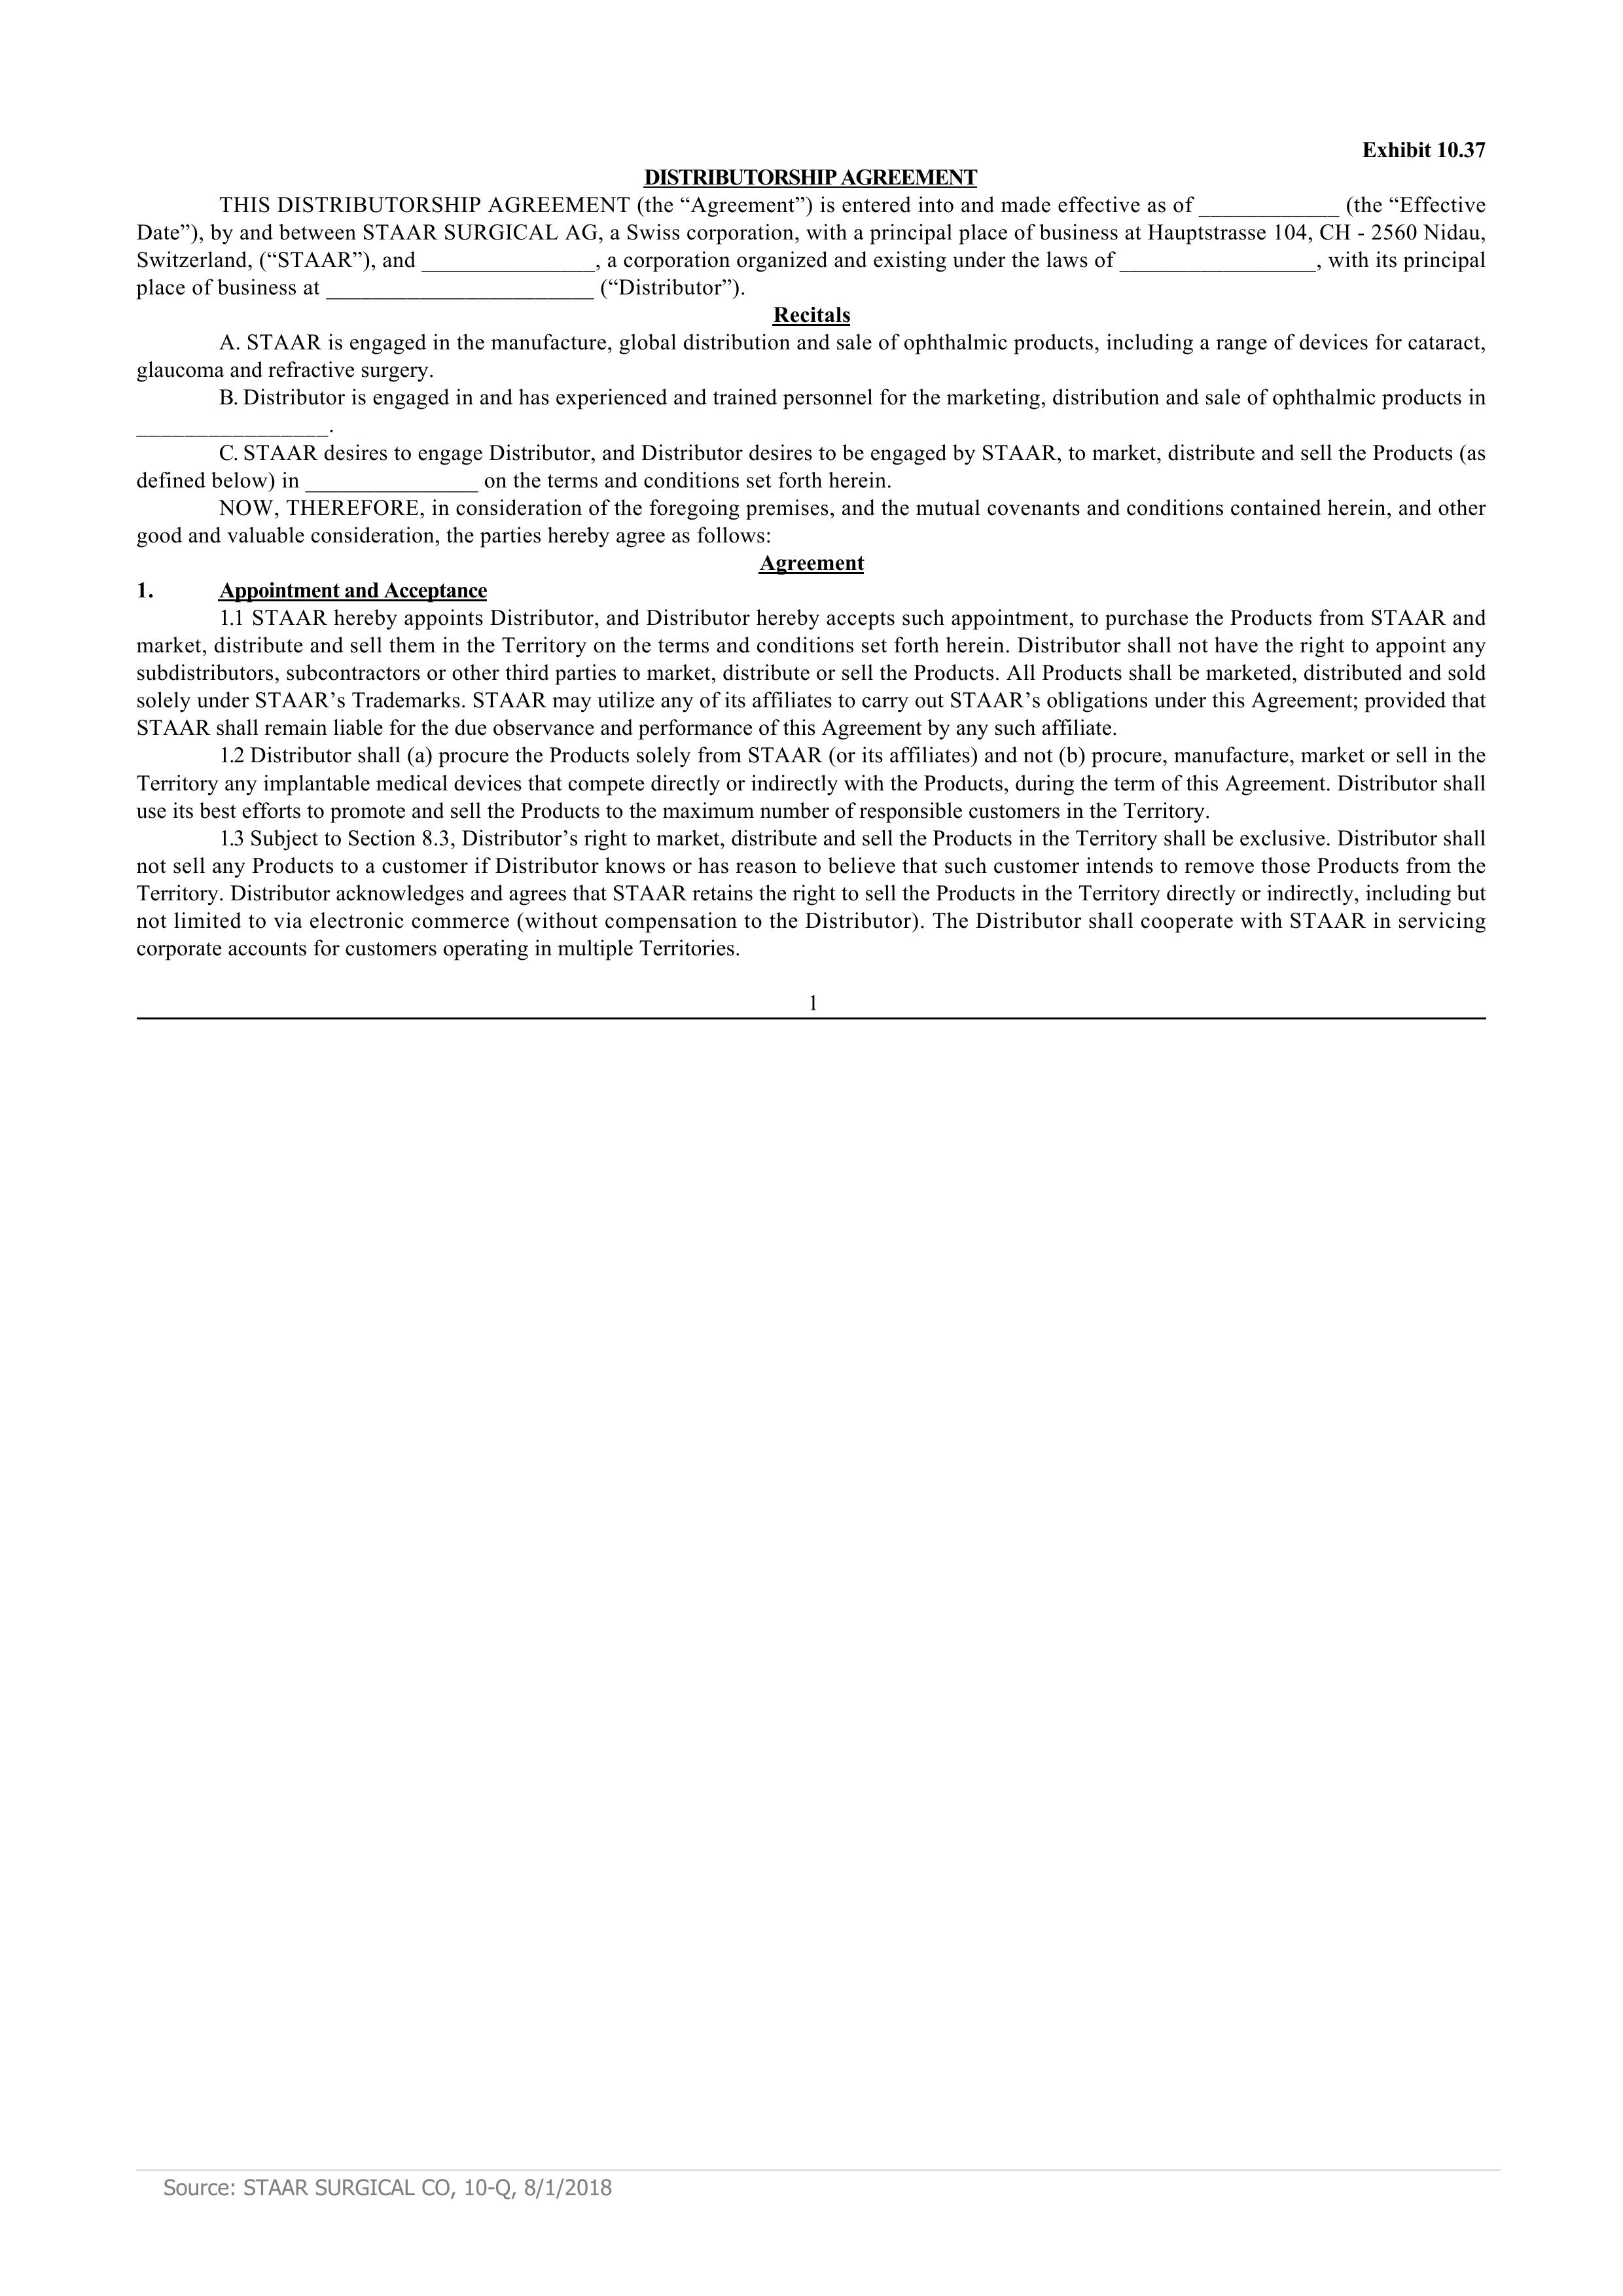 Exhibit 10.37
DISTRIBUTORSHIP AGREEMENT
THIS DISTRIBUTORSHIP AGREEMENT (the “Agreement”) is entered into and made effective as of ____________ (the “Effective
Date”), by and between STAAR SURGICAL AG, a Swiss corporation, with a principal place of business at Hauptstrasse 104, CH - 2560 Nidau,
Switzerland, (“STAAR”), and _______________, a corporation organized and existing under the laws of _________________, with its principal
place of business at _______________________ (“Distributor”).
Recitals
A. STAAR is engaged in the manufacture, global distribution and sale of ophthalmic products, including a range of devices for cataract,
glaucoma and refractive surgery.
B. Distributor is engaged in and has experienced and trained personnel for the marketing, distribution and sale of ophthalmic products in
________________.
C. STAAR desires to engage Distributor, and Distributor desires to be engaged by STAAR, to market, distribute and sell the Products (as
defined below) in _______________ on the terms and conditions set forth herein.
NOW, THEREFORE, in consideration of the foregoing premises, and the mutual covenants and conditions contained herein, and other
good and valuable consideration, the parties hereby agree as follows:
Agreement
1. Appointment and Acceptance
1.1 STAAR hereby appoints Distributor, and Distributor hereby accepts such appointment, to purchase the Products from STAAR and
market, distribute and sell them in the Territory on the terms and conditions set forth herein. Distributor shall not have the right to appoint any
subdistributors, subcontractors or other third parties to market, distribute or sell the Products. All Products shall be marketed, distributed and sold
solely under STAAR’s Trademarks. STAAR may utilize any of its affiliates to carry out STAAR’s obligations under this Agreement; provided that
STAAR shall remain liable for the due observance and performance of this Agreement by any such affiliate.
1.2 Distributor shall (a) procure the Products solely from STAAR (or its affiliates) and not (b) procure, manufacture, market or sell in the
Territory any implantable medical devices that compete directly or indirectly with the Products, during the term of this Agreement. Distributor shall
use its best efforts to promote and sell the Products to the maximum number of responsible customers in the Territory.
1.3 Subject to Section 8.3, Distributor’s right to market, distribute and sell the Products in the Territory shall be exclusive. Distributor shall
not sell any Products to a customer if Distributor knows or has reason to believe that such customer intends to remove those Products from the
Territory. Distributor acknowledges and agrees that STAAR retains the right to sell the Products in the Territory directly or indirectly, including but
not limited to via electronic commerce (without compensation to the Distributor). The Distributor shall cooperate with STAAR in servicing
corporate accounts for customers operating in multiple Territories.
1
Source: STAAR SURGICAL CO, 10-Q, 8/1/2018